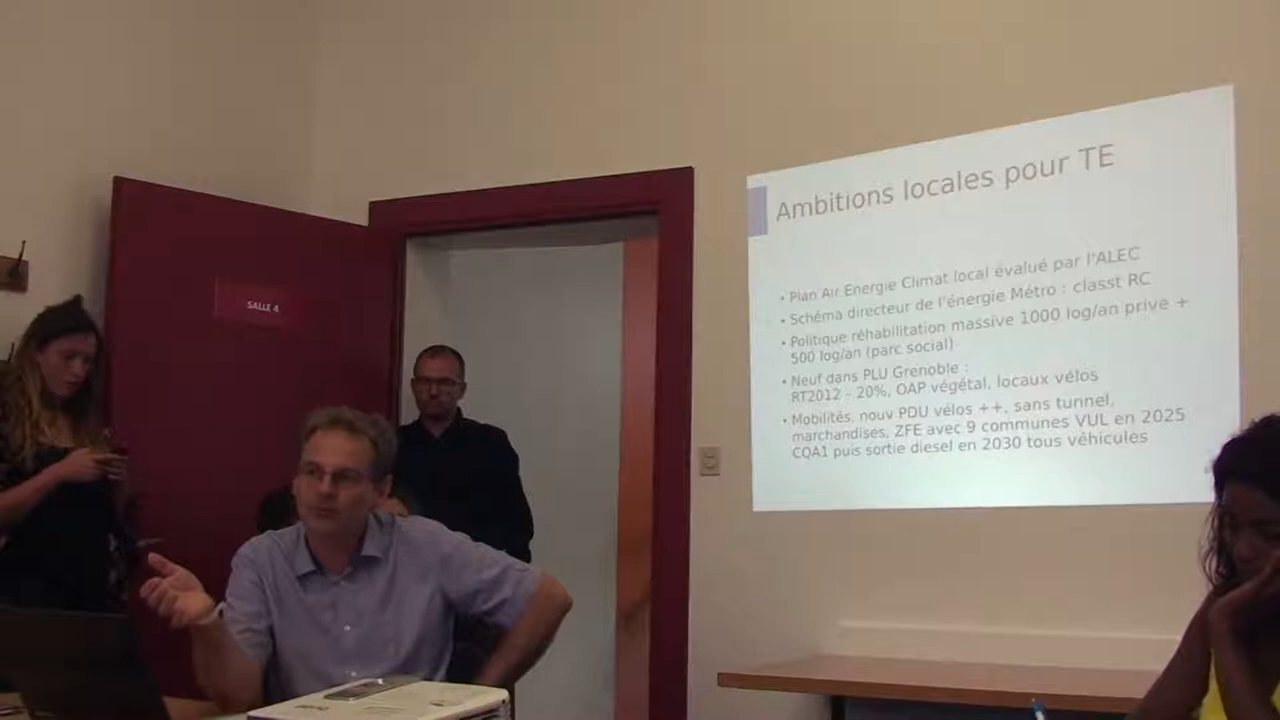 SALLE 4
Ambitions locales pour TE
• Plan Air Energie Climat local évalué par l'ALEC
• Schéma directeur de l'énergie Métro : classt RC
• Politique réhabilitation massive 1000 log/an privé +
500 log/an (parc social)
• Neuf dans PLU Grenoble :
RT2012 - 20%, OAP végétal, locaux vélos
• Mobilités, nouv PDU vélos ++, sans tunnel,
marchandises, ZFE avec 9 communes VUL en 2025
CQA1 puis sortie diesel en 2030 tous véhicules